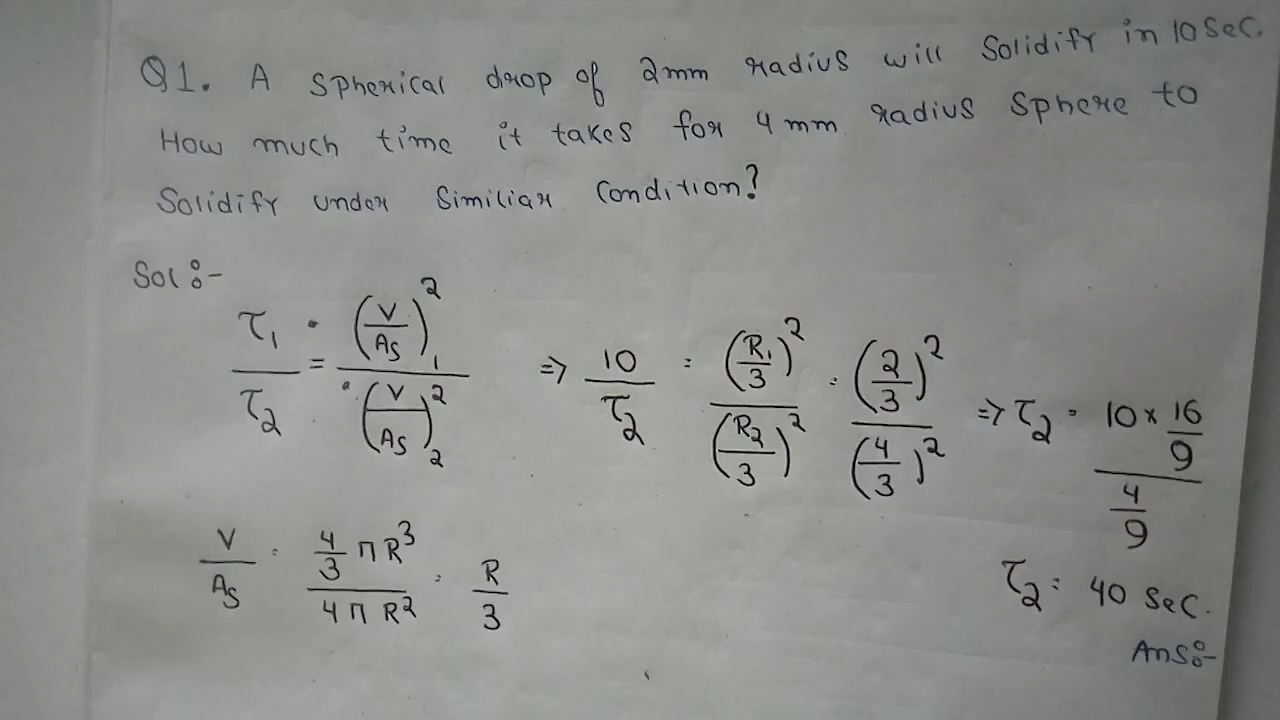 Q1. A Spherical drop of 2mm radius will Solidify in 10 Sec.
How much time it takes for 4mm radius Sphere to
Solidify under Similiar Condition?
Sol :-
τ₁/τ₂ = (V/As)₁²/(V/As)₂² => 10/τ₂ = (R₁/3)²/(R₂/3)² = (2/3)²/(4/3)² => τ₂ = (10 × 16/9)/(4/9)
V/As = (4/3 π R³)/(4 π R²) = R/3
τ₂ = 40 Sec.
Ans:-